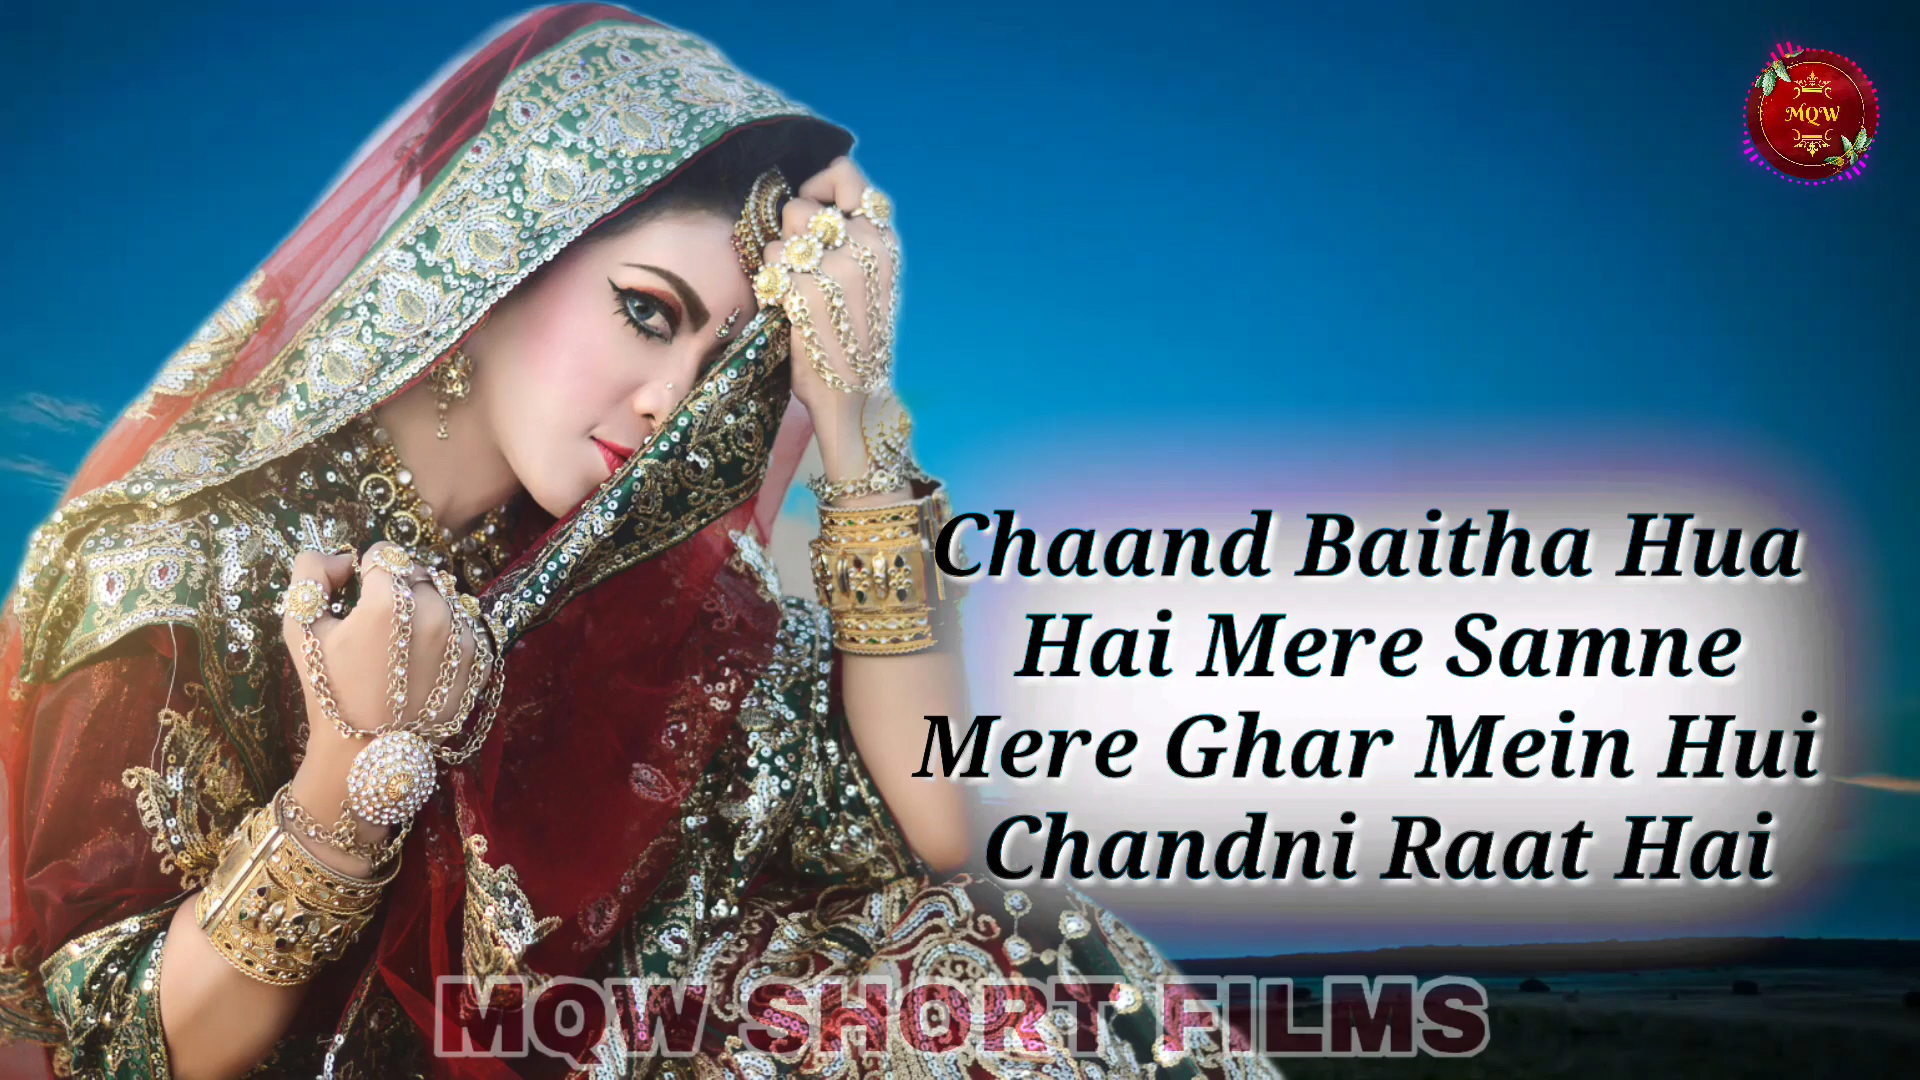 MQW
Chaand Baitha Hua
Hai Mere Samne
Mere Ghar Mein Hui
Chandni Raat Hai
MQW SHORT FILMS